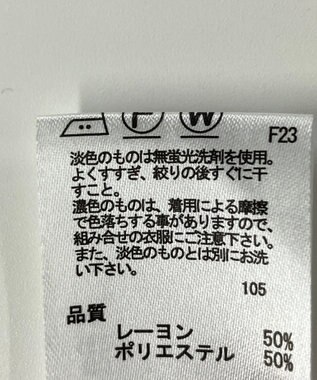 F W
F23
淡色のものは無蛍光洗剤を使用。
よくすすぎ、絞りの後すぐに干
すこと。
濃色のものは、着用による摩擦
で色落ちする事がありますので、
組み合せの衣服にご注意下さい。
また、淡色のものとは別にお洗
い下さい。
105
品質
レーヨン 50%
ポリエステル 50%